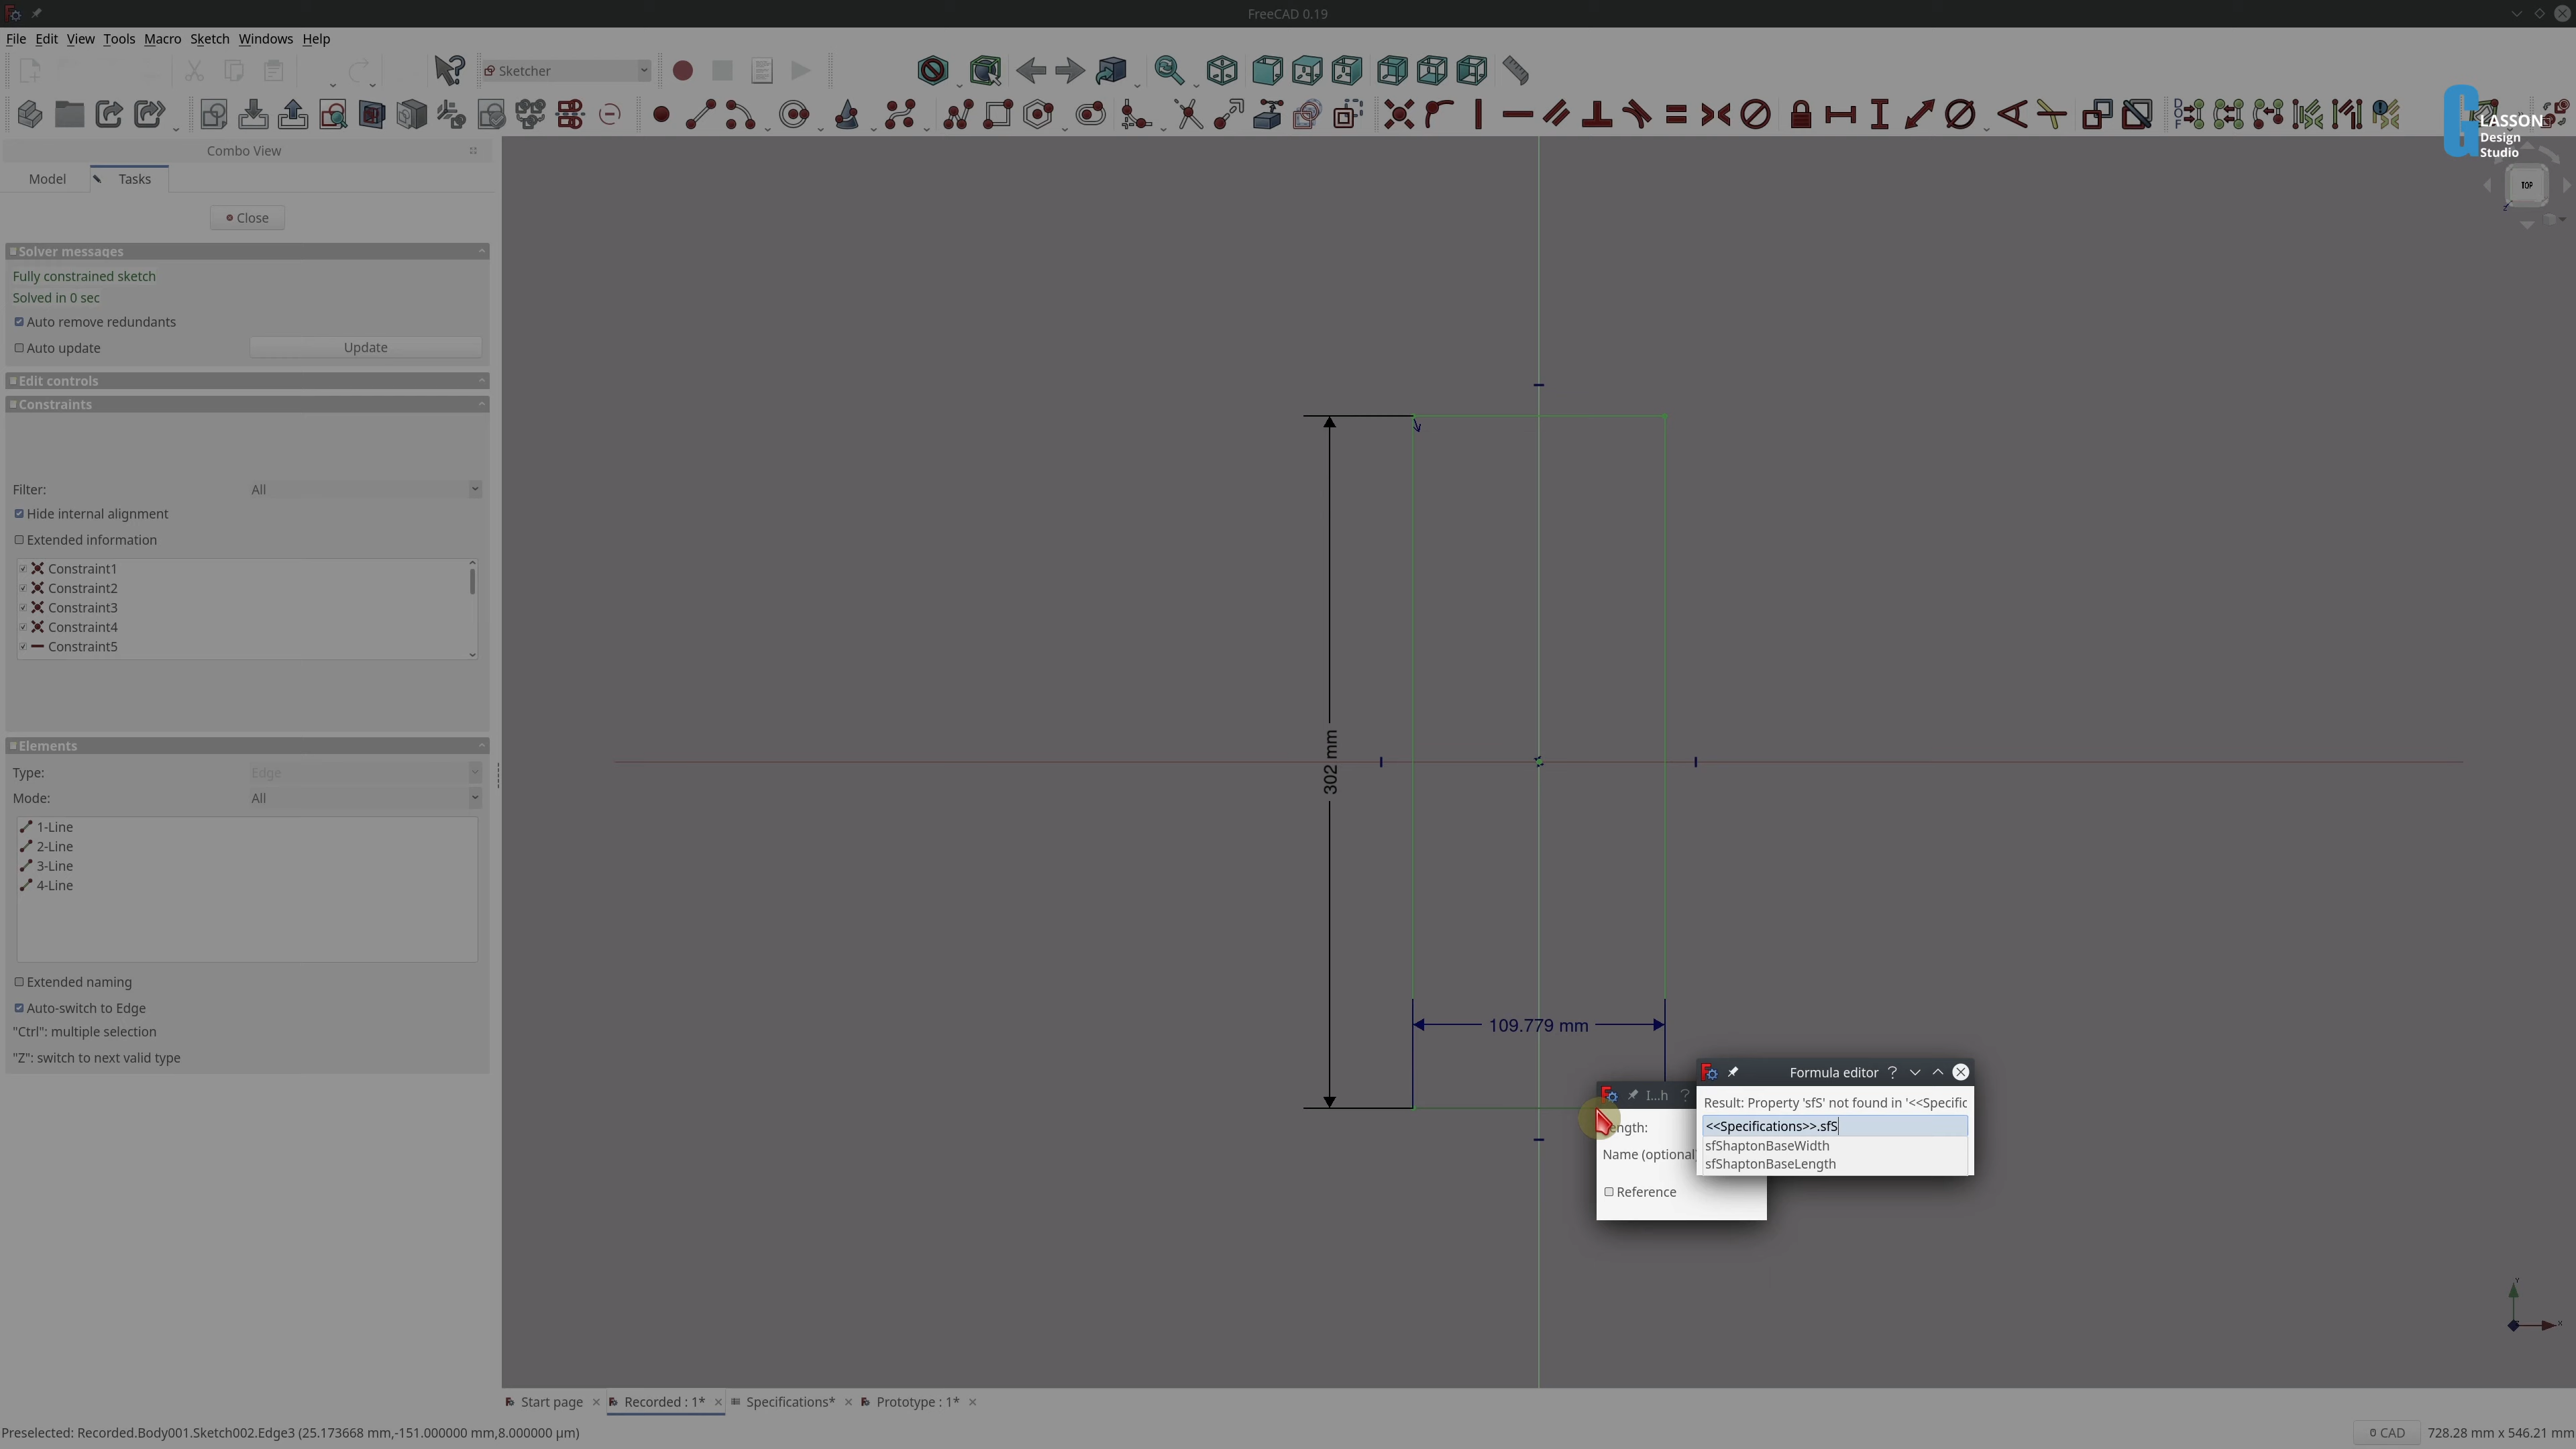 FreeCAD 0.19
File Edit View Tools Macro Sketch Windows Help
Sketcher
G
LASSON
Design
Studio
TOP
Combo View
Model
Tasks
Close
Solver messages
Fully constrained sketch
Solved in 0 sec
Auto remove redundants
Auto update
Update
Edit controls
Constraints
Filter:
All
Hide internal alignment
Extended information
Constraint1
Constraint2
Constraint3
Constraint4
Constraint5
Elements
Type:
Edge
Mode:
All
1-Line
2-Line
3-Line
4-Line
Extended naming
Auto-switch to Edge
"Ctrl": multiple selection
"Z": switch to next valid type
302 mm
109.779 mm
I...h ?
ength:
Name (optional
Reference
Formula editor ?
Result: Property 'sfS' not found in '<<Specific
<<Specifications>>.sfS
sfShaptonBaseWidth
sfShaptonBaseLength
Y
X
Start page
Recorded : 1*
Specifications*
Prototype : 1*
Preselected: Recorded.Body001.Sketch002.Edge3 (25.173668 mm,-151.000000 mm,8.000000 µm)
CAD
728.28 mm x 546.21 mm